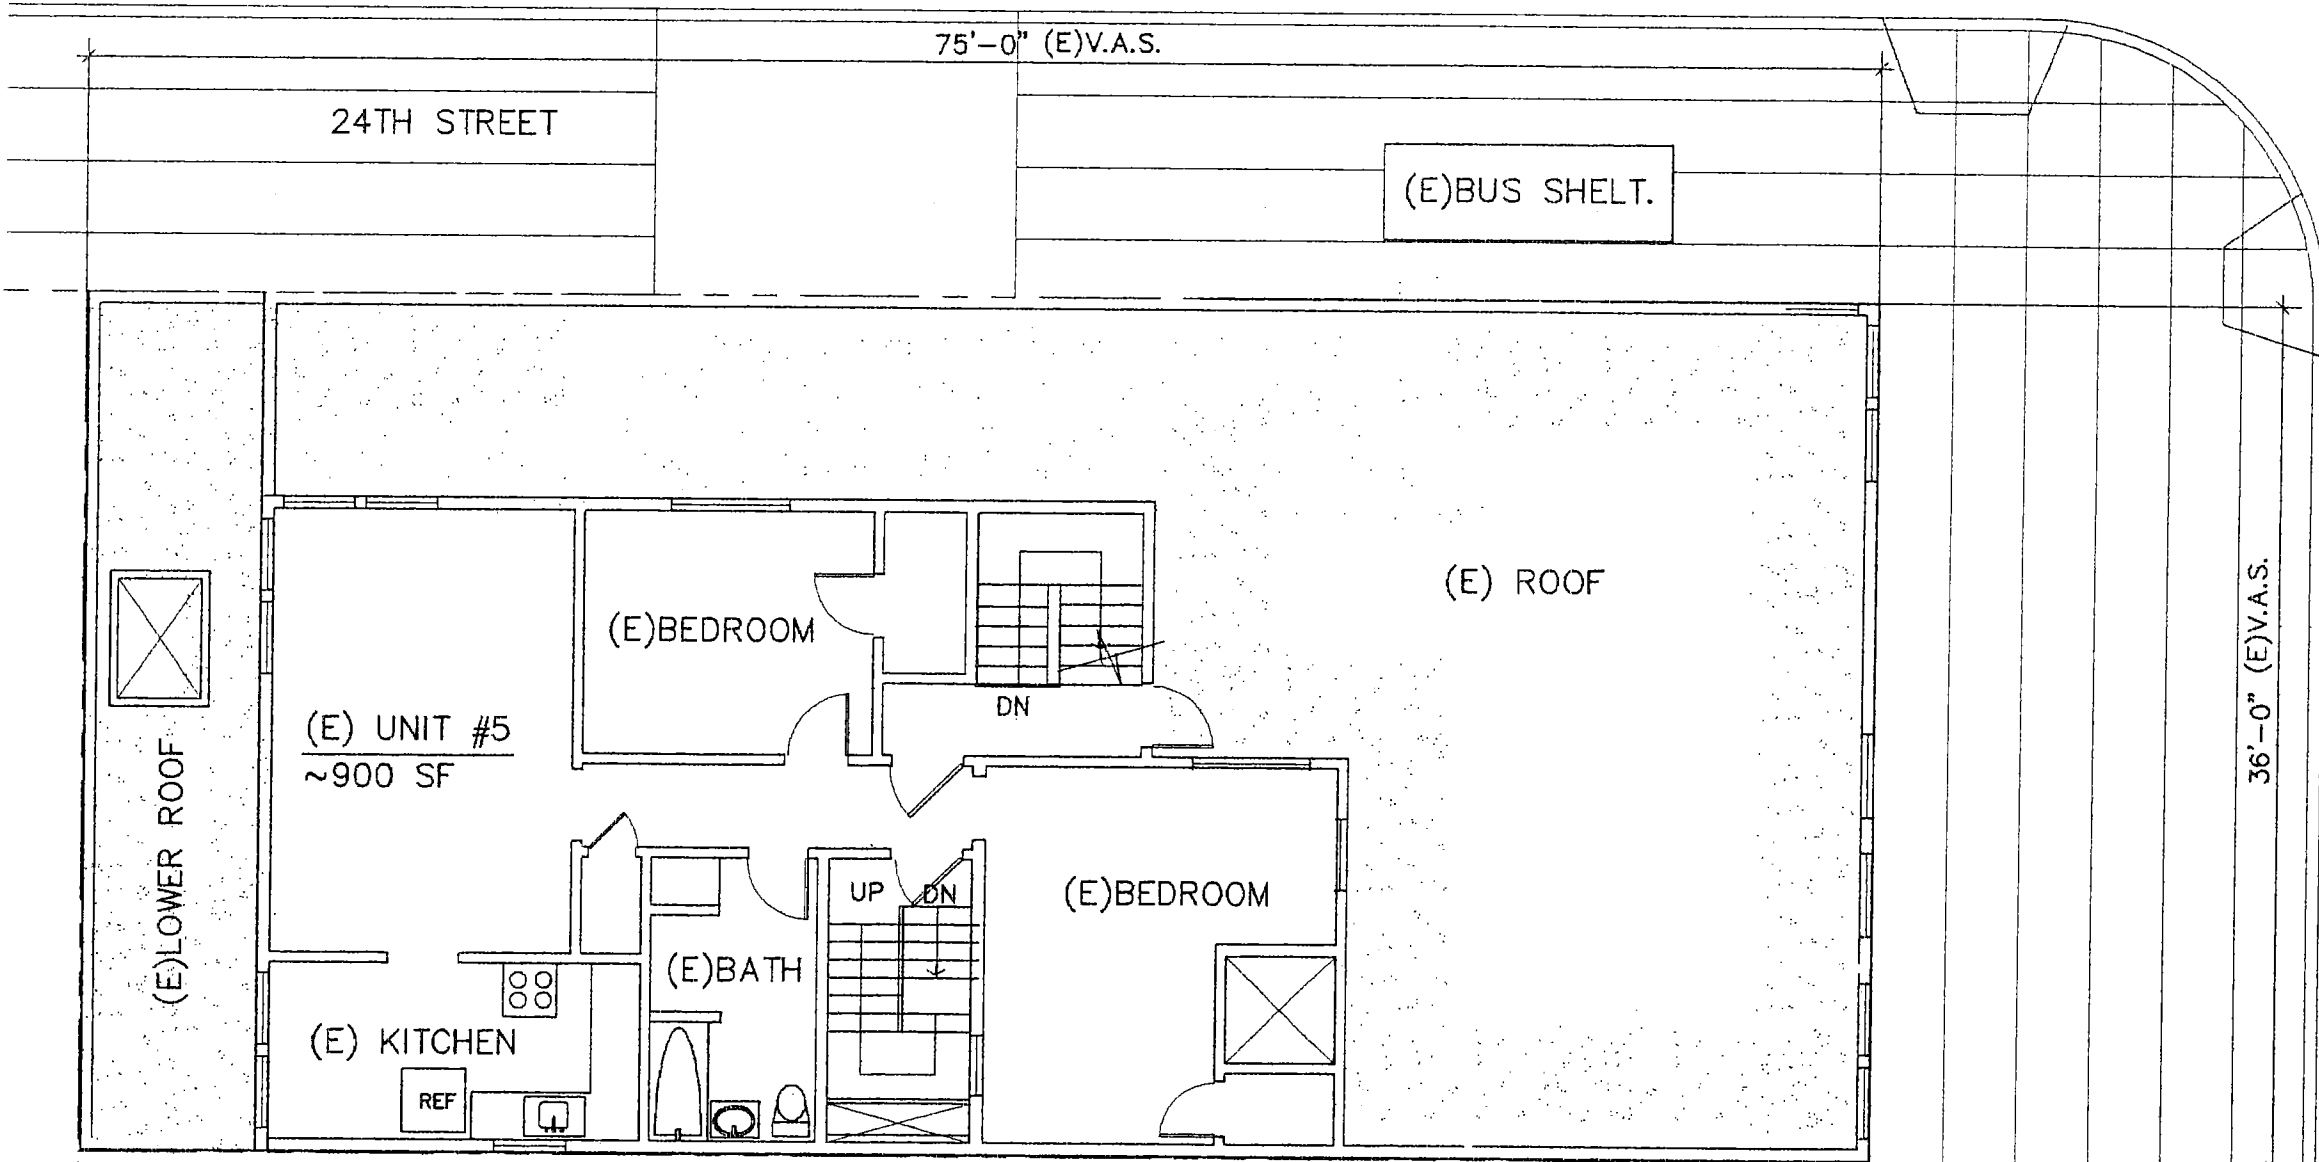 75'-0" (E)V.A.S.
24TH STREET
(E)BUS SHELT.
(E) ROOF
(E)BEDROOM
36'-0" (E)V.A.S.
DN
(E) UNIT #5
~900 SF
(E)LOWER ROOF
UP
DN
(E)BEDROOM
(E)BATH
(E) KITCHEN
REF